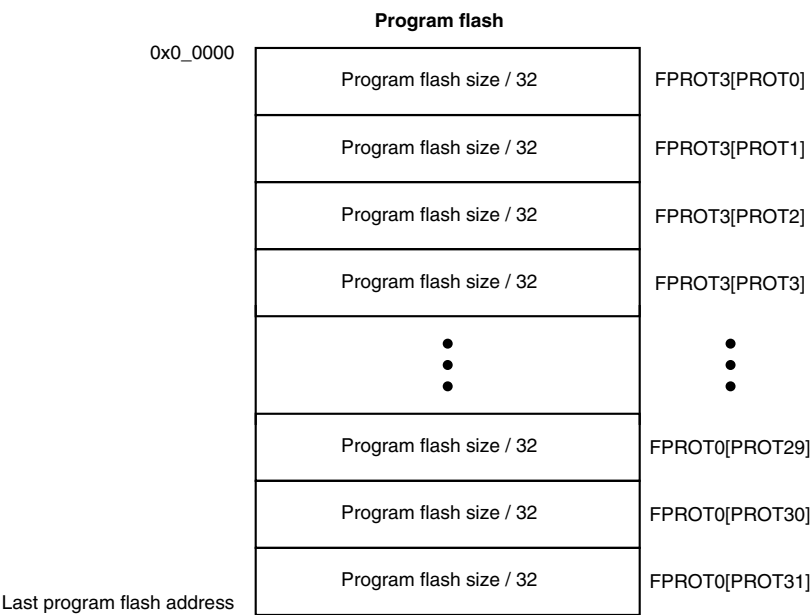 Program flash
0x0_0000
Program flash size / 32 FPROT3[PROT0]
Program flash size / 32 FPROT3[PROT1]
Program flash size / 32 FPROT3[PROT2]
Program flash size / 32 FPROT3[PROT3]
Program flash size / 32 FPROT0[PROT29]
Program flash size / 32 FPROT0[PROT30]
Program flash size / 32 FPROT0[PROT31]
Last program flash address